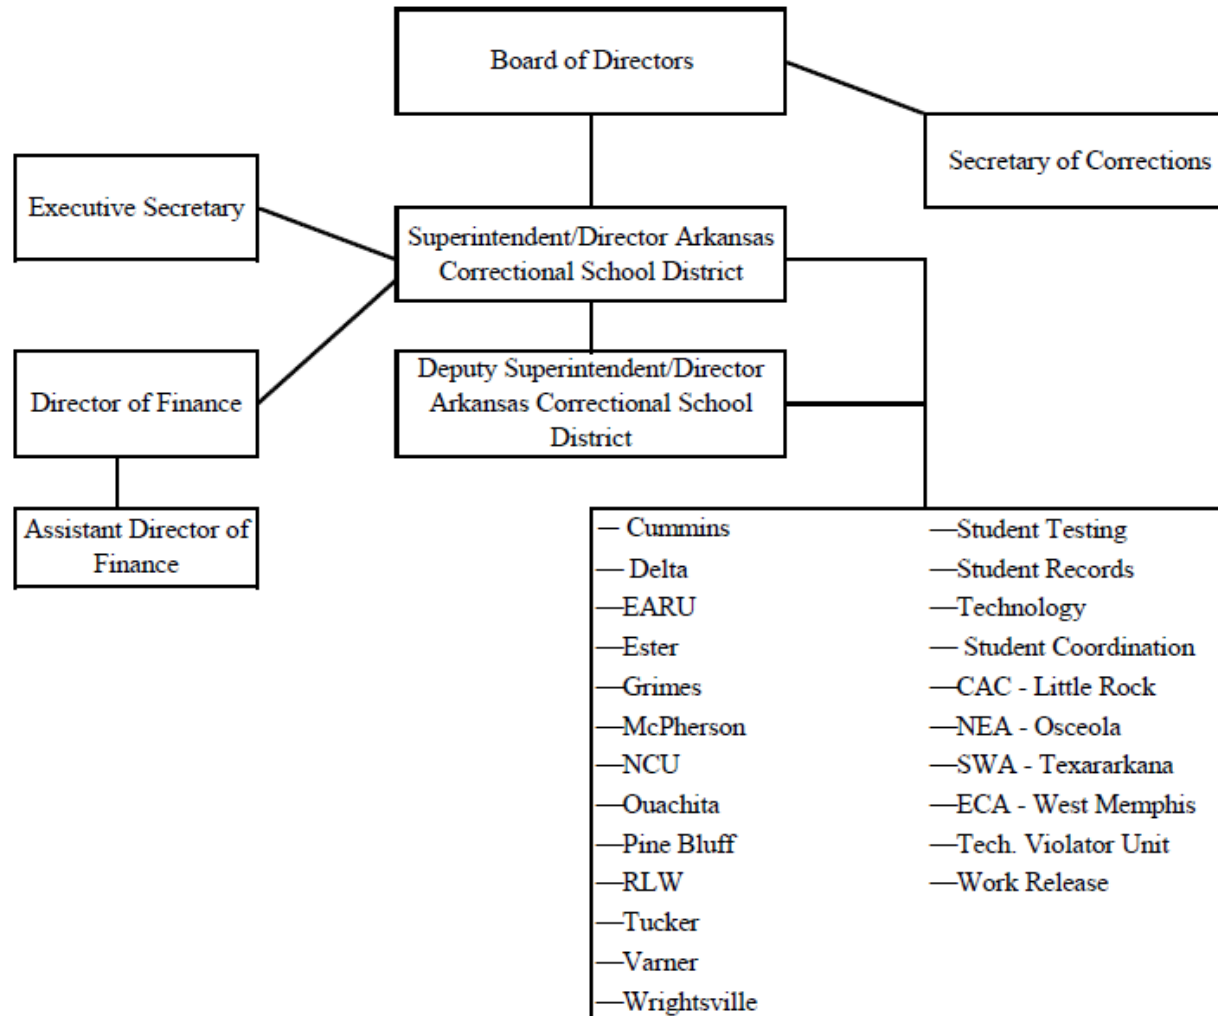 Board of Directors
Secretary of Corrections
Executive Secretary
Superintendent/Director Arkansas
Correctional School District
Director of Finance
Deputy Superintendent/Director
Arkansas Correctional School
District
Assistant Director of
Finance
— Cummins
— Delta
—EARU
—Ester
—Grimes
—McPherson
—NCU
—Ouachita
—Pine Bluff
—RLW
—Tucker
—Varner
—Wrightsville
—Student Testing
—Student Records
—Technology
— Student Coordination
—CAC - Little Rock
—NEA - Osceola
—SWA - Texararkana
—ECA - West Memphis
—Tech. Violator Unit
—Work Release